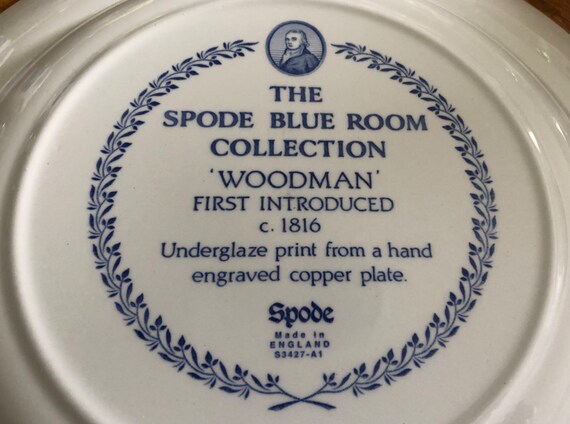 THE
SPODE BLUE ROOM
COLLECTION
'WOODMAN'
FIRST INTRODUCED
c. 1816
Underglaze print from a hand
engraved copper plate.
Spode
Made in
ENGLAND
S3427-A1